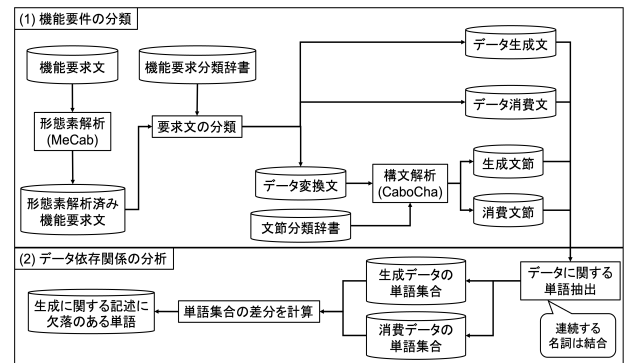 (1) 機能要件の分類
機能要求文
機能要求分類辞書
データ生成文
データ消費文
形態素解析
(MeCab)
要求文の分類
形態素解析済み
機能要求文
データ変換文
構文解析
(CaboCha)
生成文節
消費文節
文節分類辞書
(2) データ依存関係の分析
データに関する
単語抽出
生成データの
単語集合
消費データの
単語集合
単語集合の差分を計算
生成に関する記述に
欠落のある単語
連続する
名詞は結合